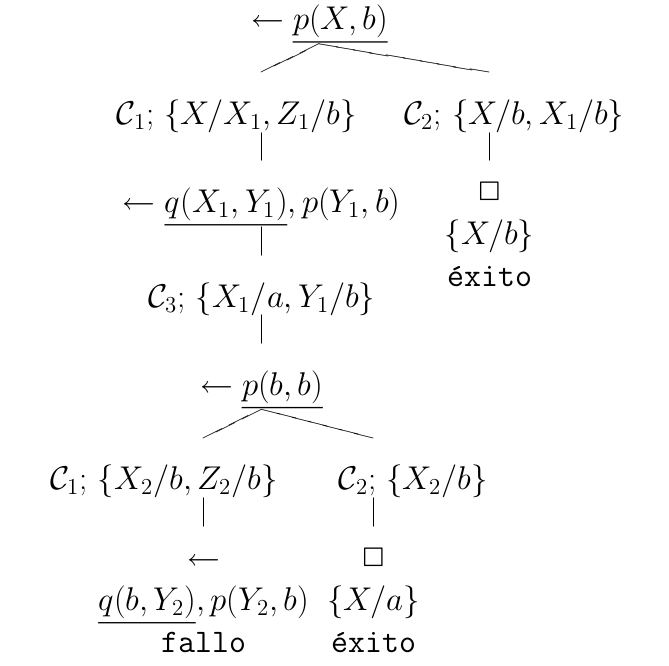 ← p(X, b)
𝒞₁; {X/X₁, Z₁/b} 𝒞₂; {X/b, X₁/b}
← q(X₁, Y₁), p(Y₁, b) □
{X/b}
éxito
𝒞₃; {X₁/a, Y₁/b}
← p(b, b)
𝒞₁; {X₂/b, Z₂/b} 𝒞₂; {X₂/b}
← □
q(b, Y₂), p(Y₂, b) {X/a}
fallo éxito